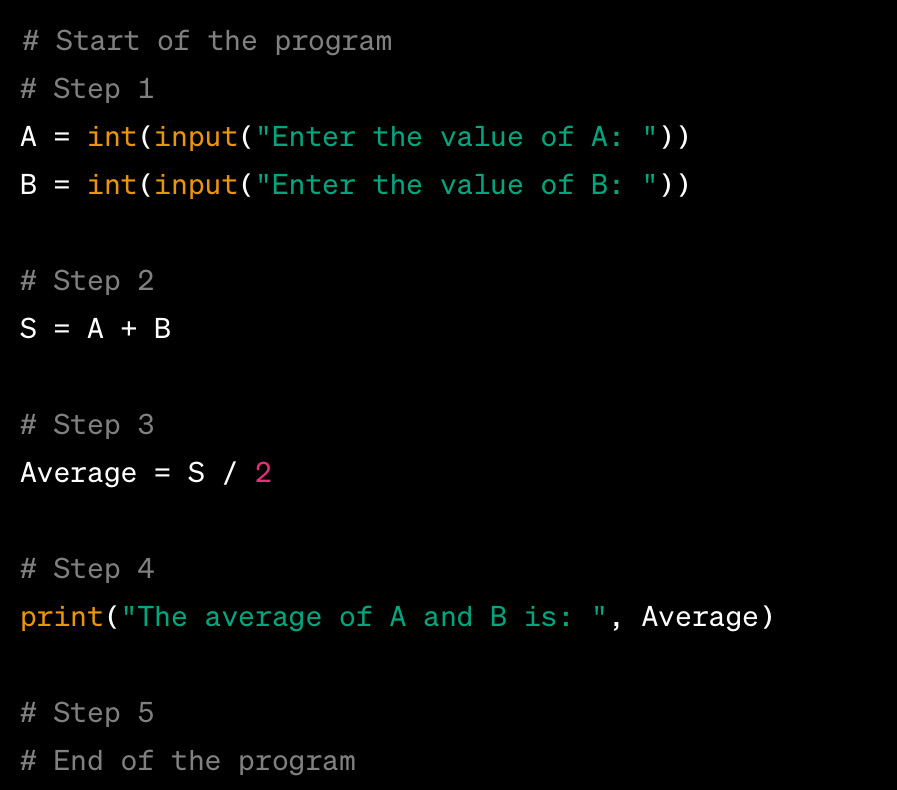 # Start of the program
# Step 1
A = int(input("Enter the value of A: "))
B = int(input("Enter the value of B: "))
# Step 2
S = A + B
# Step 3
Average = S / 2
# Step 4
print("The average of A and B is: ", Average)
# Step 5
# End of the program